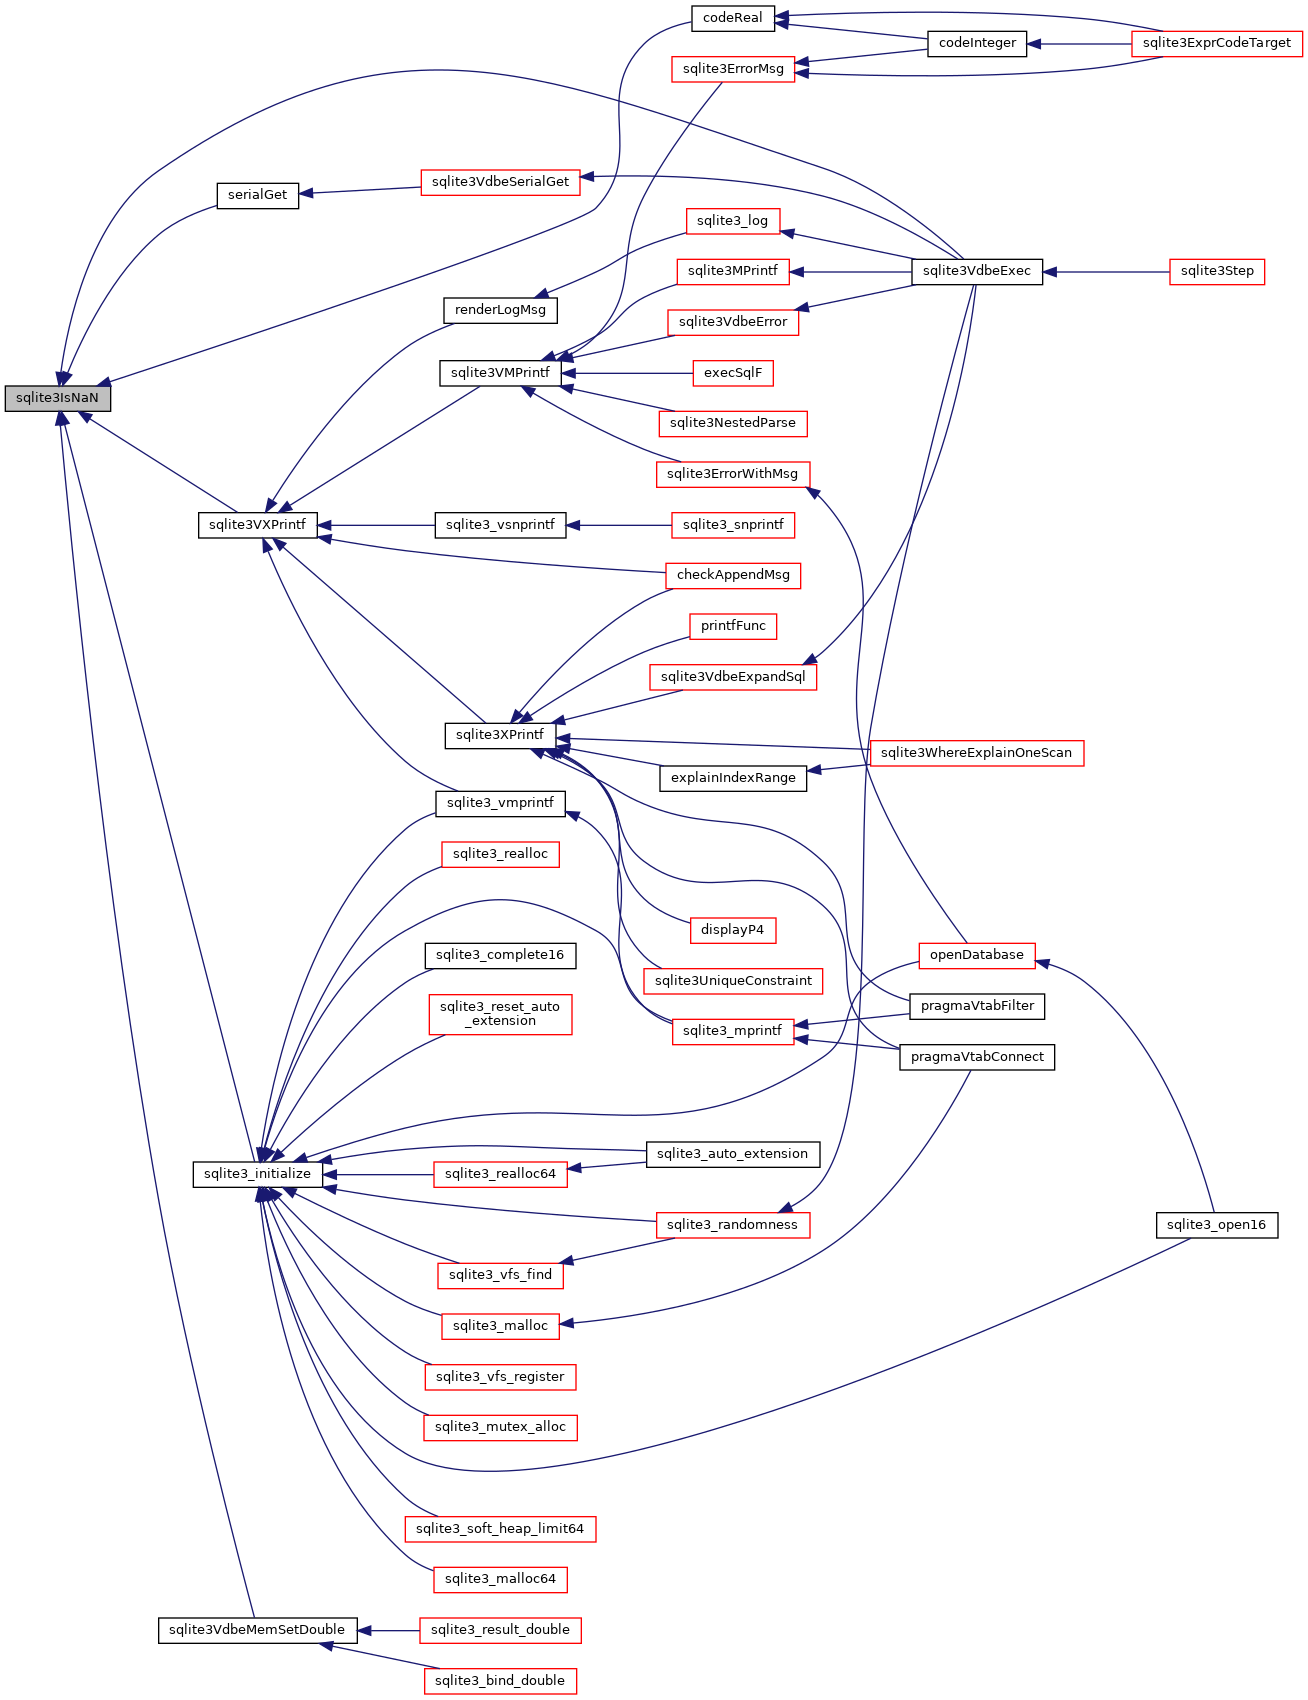 codeReal
codeInteger
sqlite3ExprCodeTarget
sqlite3ErrorMsg
sqlite3VdbeSerialGet
serialGet
sqlite3_log
sqlite3MPrintf
sqlite3VdbeExec
sqlite3Step
renderLogMsg
sqlite3VdbeError
sqlite3VMPrintf
execSqlF
sqlite3IsNaN
sqlite3NestedParse
sqlite3ErrorWithMsg
sqlite3VXPrintf
sqlite3_vsnprintf
sqlite3_snprintf
checkAppendMsg
printfFunc
sqlite3VdbeExpandSql
sqlite3XPrintf
sqlite3WhereExplainOneScan
explainIndexRange
sqlite3_vmprintf
sqlite3_realloc
displayP4
sqlite3_complete16
openDatabase
sqlite3UniqueConstraint
sqlite3_reset_auto
_extension
pragmaVtabFilter
sqlite3_mprintf
pragmaVtabConnect
sqlite3_auto_extension
sqlite3_initialize
sqlite3_realloc64
sqlite3_randomness
sqlite3_open16
sqlite3_vfs_find
sqlite3_malloc
sqlite3_vfs_register
sqlite3_mutex_alloc
sqlite3_soft_heap_limit64
sqlite3_malloc64
sqlite3VdbeMemSetDouble
sqlite3_result_double
sqlite3_bind_double